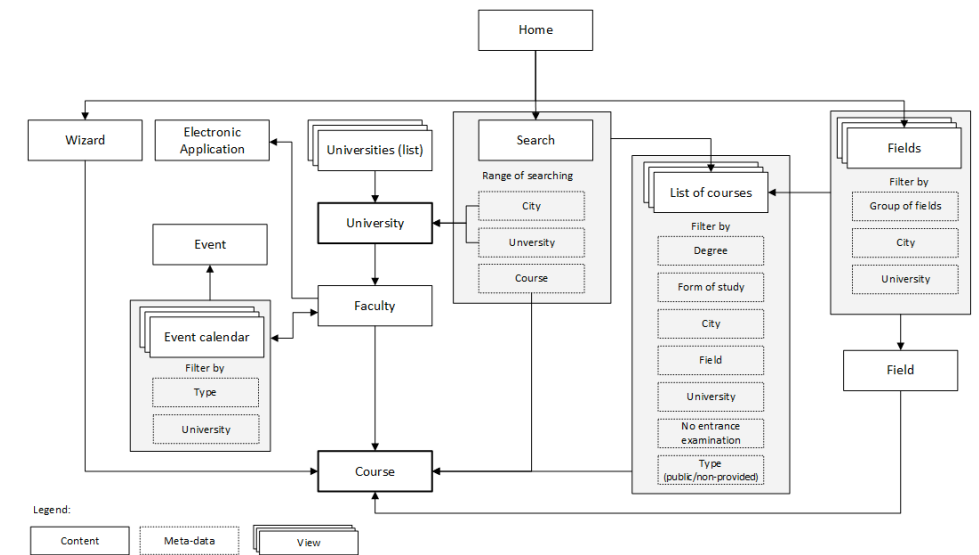 Home
Wizard
Electronic
Application
Universities (list)
Search
Fields
Range of searching
City
Unversity
Course
List of courses
Filter by
Degree
Form of study
City
Field
University
No entrance
examination
Type
(public/non-provided)
Filter by
Group of fields
City
University
University
Event
Faculty
Event calendar
Filter by
Type
University
Field
Course
Legend:
Content
Meta-data
View